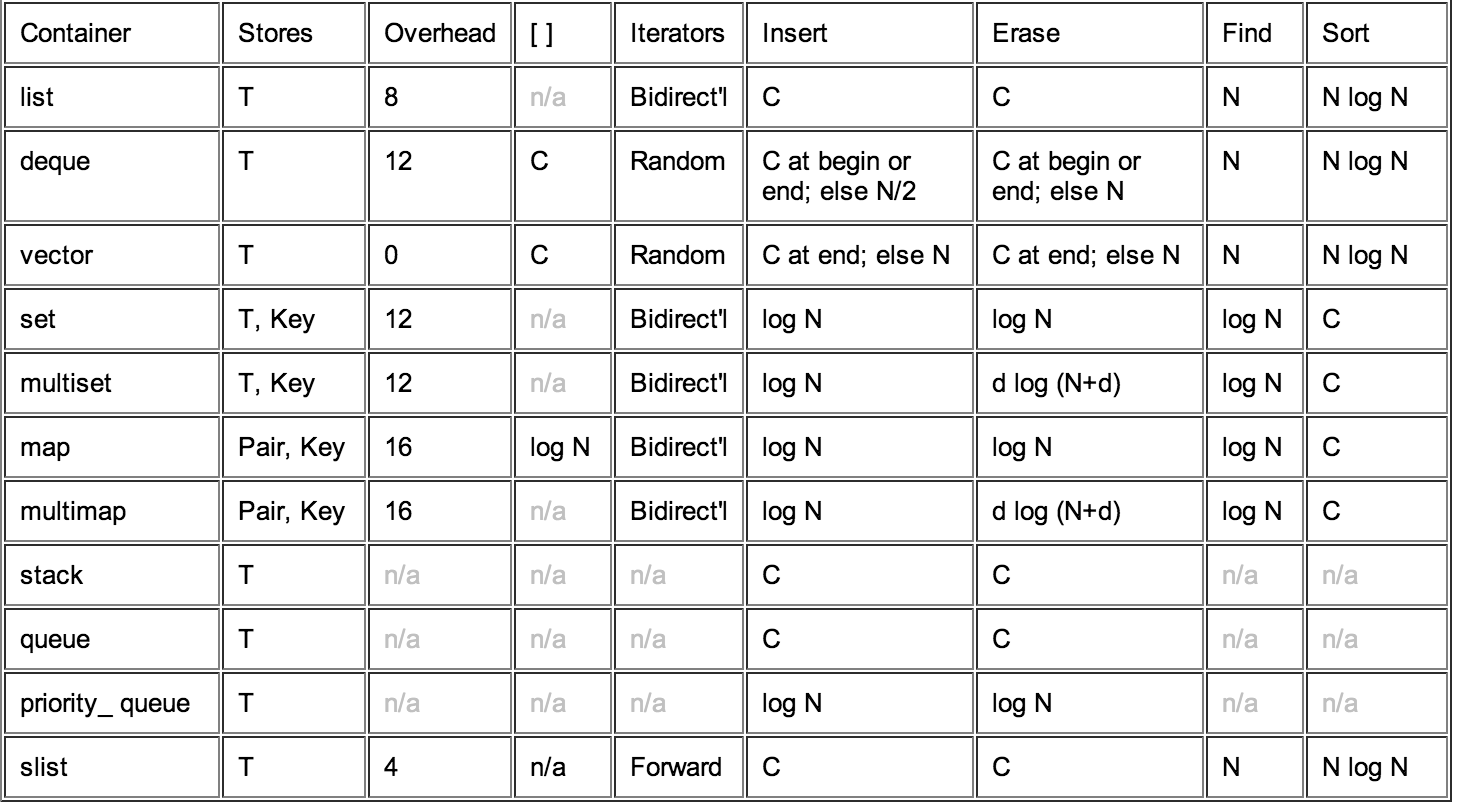 Container Stores Overhead [ ] Iterators Insert Erase Find Sort
list T 8 n/a Bidirect'l C C N N log N
deque T 12 C Random C at begin or C at begin or N N log N
end; else N/2 end; else N
vector T 0 C Random C at end; else N C at end; else N N N log N
set T, Key 12 n/a Bidirect'l log N log N log N C
multiset T, Key 12 n/a Bidirect'l log N d log (N+d) log N C
map Pair, Key 16 log N Bidirect'l log N log N log N C
multimap Pair, Key 16 n/a Bidirect'l log N d log (N+d) log N C
stack T n/a n/a n/a C C n/a n/a
queue T n/a n/a n/a C C n/a n/a
priority_ queue T n/a n/a n/a log N log N n/a n/a
slist T 4 n/a Forward C C N N log N